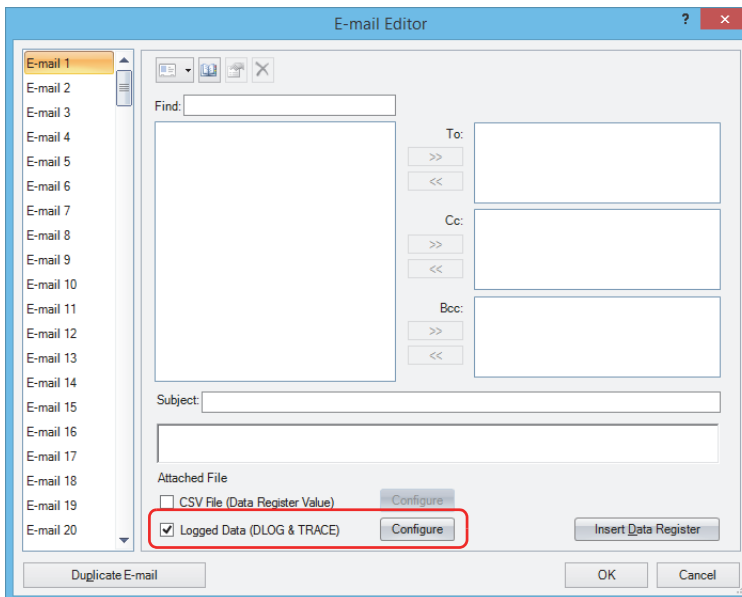 E-mail Editor
?
E-mail 1
E-mail 2
E-mail 3
E-mail 4
E-mail 5
E-mail 6
E-mail 7
E-mail 8
E-mail 9
E-mail 10
E-mail 11
E-mail 12
E-mail 13
E-mail 14
E-mail 15
E-mail 16
E-mail 17
E-mail 18
E-mail 19
E-mail 20
Find:
To:
>>
<<
Cc:
>>
<<
Bcc:
>>
<<
Subject:
Attached File
CSV File (Data Register Value)
Configure
Logged Data (DLOG & TRACE)
Configure
Insert Data Register
Duplicate E-mail
OK
Cancel